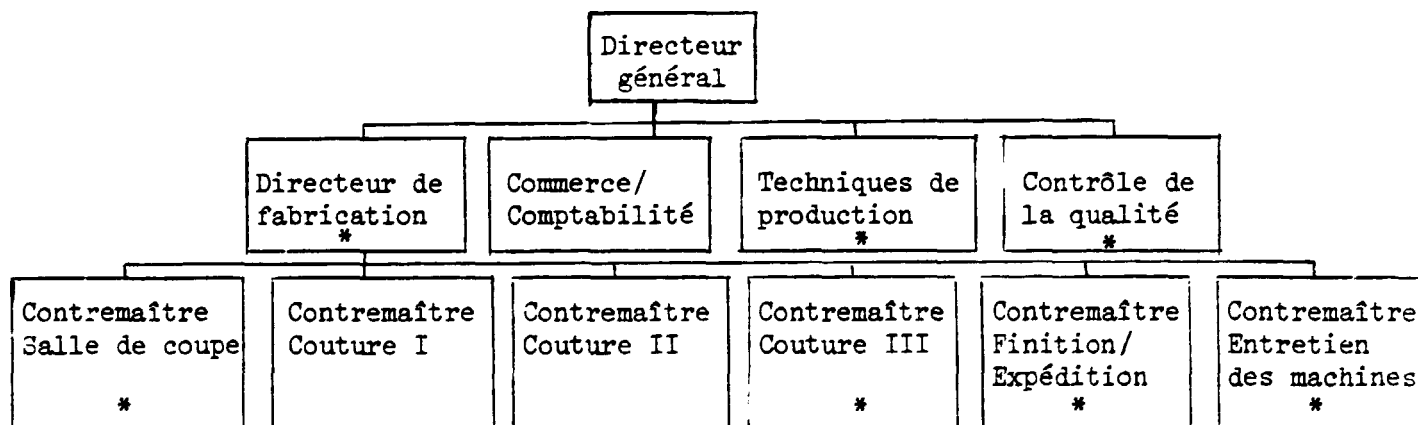 Directeur
général
Directeur de
fabrication
*
Commerce/
Comptabilité
Techniques de
production
*
Contrôle de
la qualité
*
Contremaître
Salle de coupe
*
Contremaître
Couture I
Contremaître
Couture II
Contremaître
Couture III
*
Contremaître
Finition/
Expédition
*
Contremaître
Entretien
des machines
*